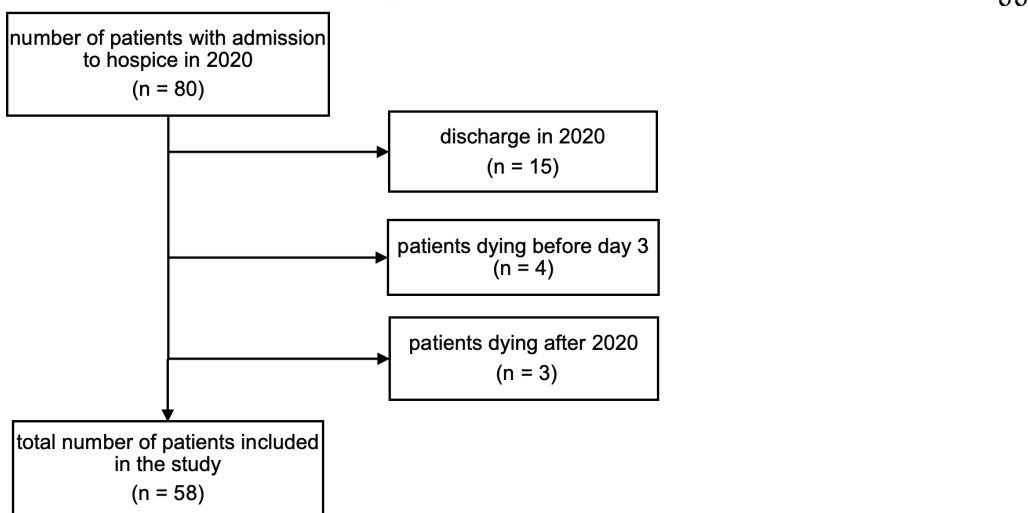 number of patients with admission
to hospice in 2020
(n = 80)
discharge in 2020
(n = 15)
patients dying before day 3
(n = 4)
patients dying after 2020
(n = 3)
total number of patients included
in the study
(n = 58)